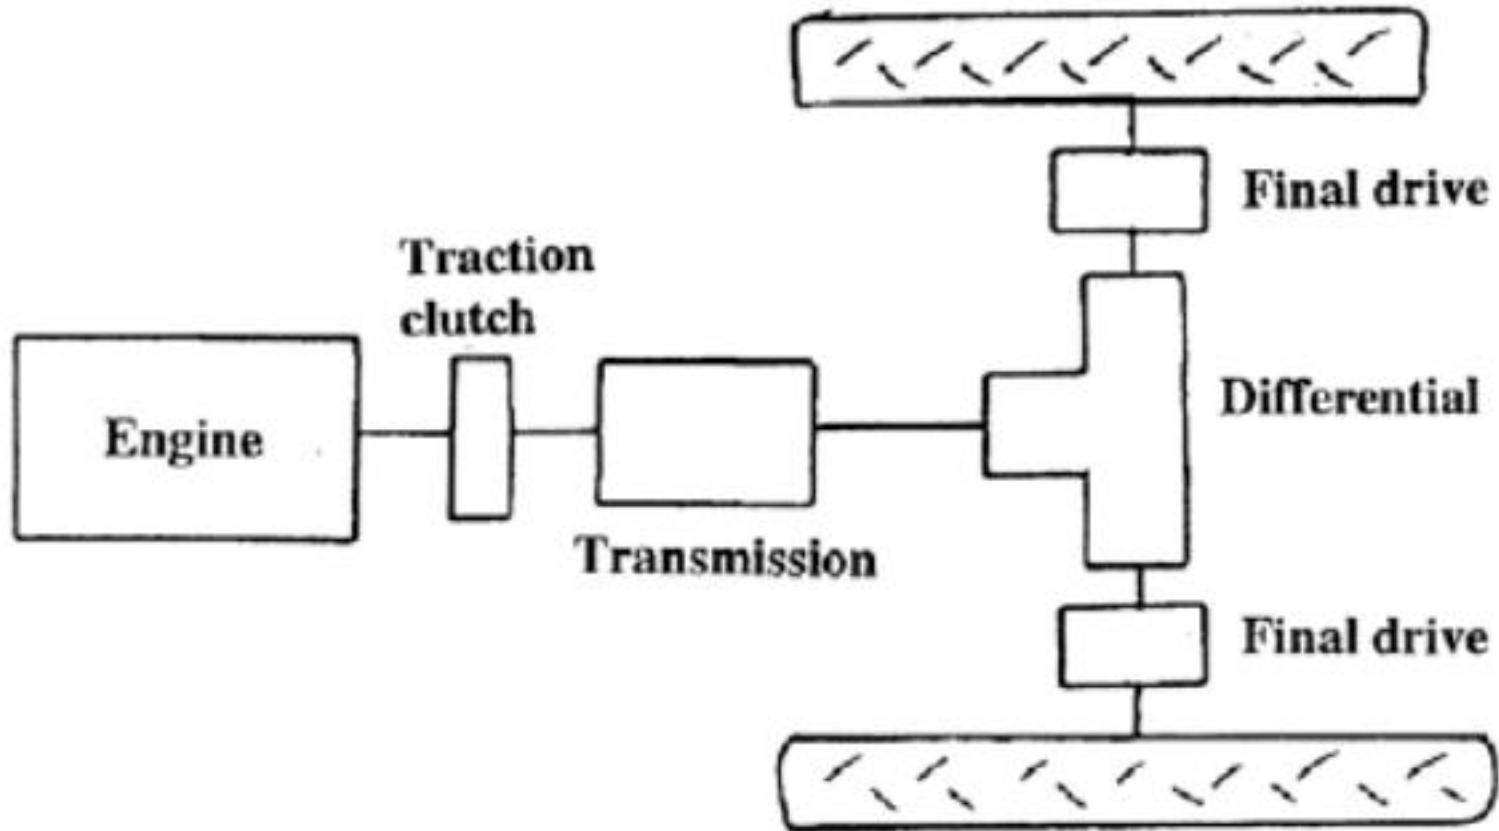 Final drive
Traction
clutch
Engine
Differential
Transmission
Final drive